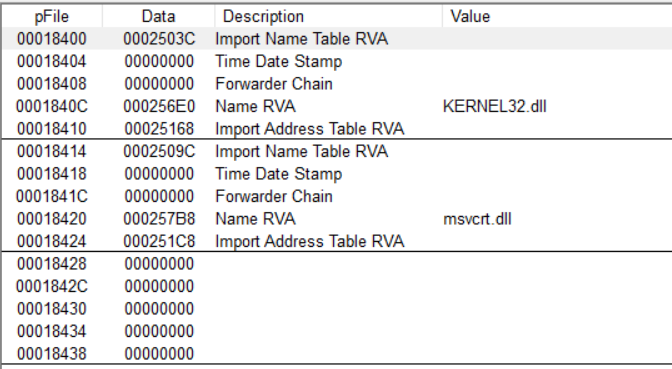 pFile Data Description Value
00018400 0002503C Import Name Table RVA
00018404 00000000 Time Date Stamp
00018408 00000000 Forwarder Chain
0001840C 000256E0 Name RVA KERNEL32.dll
00018410 00025168 Import Address Table RVA
00018414 0002509C Import Name Table RVA
00018418 00000000 Time Date Stamp
0001841C 00000000 Forwarder Chain
00018420 000257B8 Name RVA msvcrt.dll
00018424 000251C8 Import Address Table RVA
00018428 00000000
0001842C 00000000
00018430 00000000
00018434 00000000
00018438 00000000